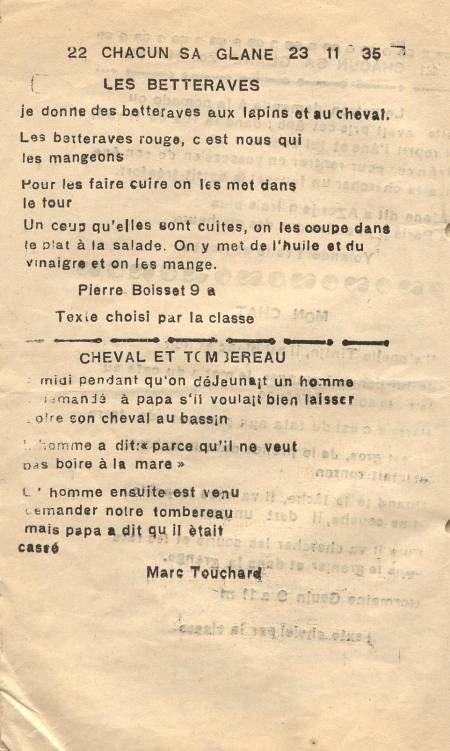 22 CHACUN SA GLANE 23 11 35
LES BETTERAVES
je donne des betteraves aux lapins et au cheval.
Les betteraves rouge, c est nous qui
les mangeons
Pour les faire cuire on les met dans
le tour
Un coup qu'elles sont cuites, on les coupe dans
le plat à la salade. On y met de l'huile et du
vinaigre et on les mange.
Pierre Boisset 9 a
Texte choisi par la classe
CHEVAL ET TOMBEREAU
midi pendant qu'on déJeunait un homme
demandé à papa s'il voulait bien laisser
boire son cheval au bassin
L'homme a dit:« parce qu'il ne veut
pas boire à la mare »
L' homme ensuite est venu
demander notre tombereau
mais papa a dit qu il ètait
cassé
Marc Touchard